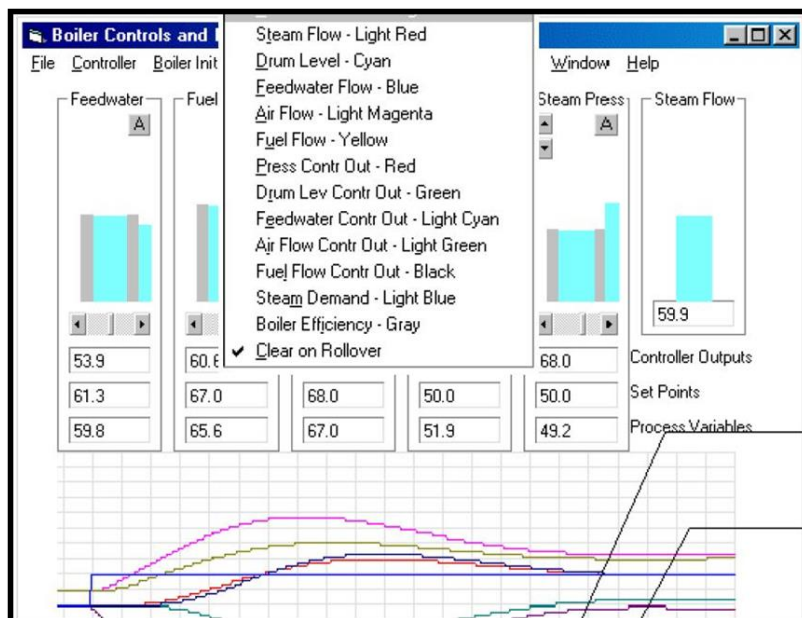 Boiler Controls and
File Controller Boiler Init Window Help
Steam Flow - Light Red
Drum Level - Cyan
Feedwater Flow - Blue
Air Flow - Light Magenta
Fuel Flow - Yellow
Press Contr Out - Red
Drum Lev Contr Out - Green
Feedwater Contr Out - Light Cyan
Air Flow Contr Out - Light Green
Fuel Flow Contr Out - Black
Steam Demand - Light Blue
Boiler Efficiency - Gray
Clear on Rollover
Feedwater Fuel Steam Press Steam Flow
A A
59.9
53.9 60.6 68.0 Controller Outputs
61.3 67.0 68.0 50.0 50.0 Set Points
59.8 65.6 67.0 51.9 49.2 Process Variables